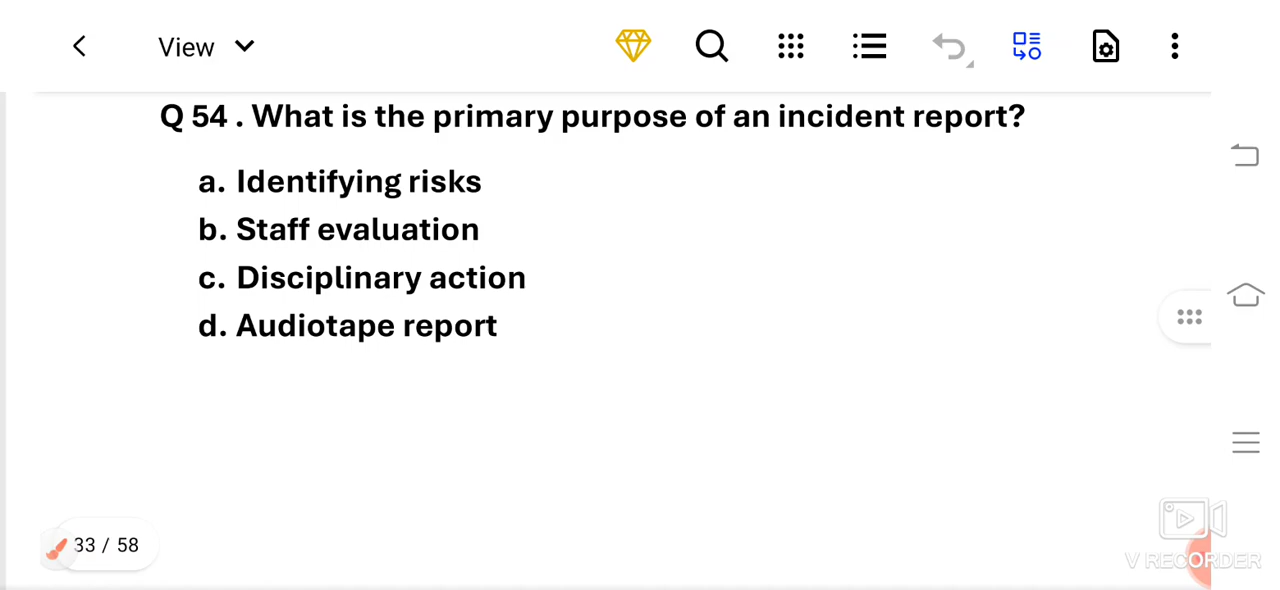 View
Q 54 . What is the primary purpose of an incident report?
a. Identifying risks
b. Staff evaluation
c. Disciplinary action
d. Audiotape report
33 / 58
V RECORDER